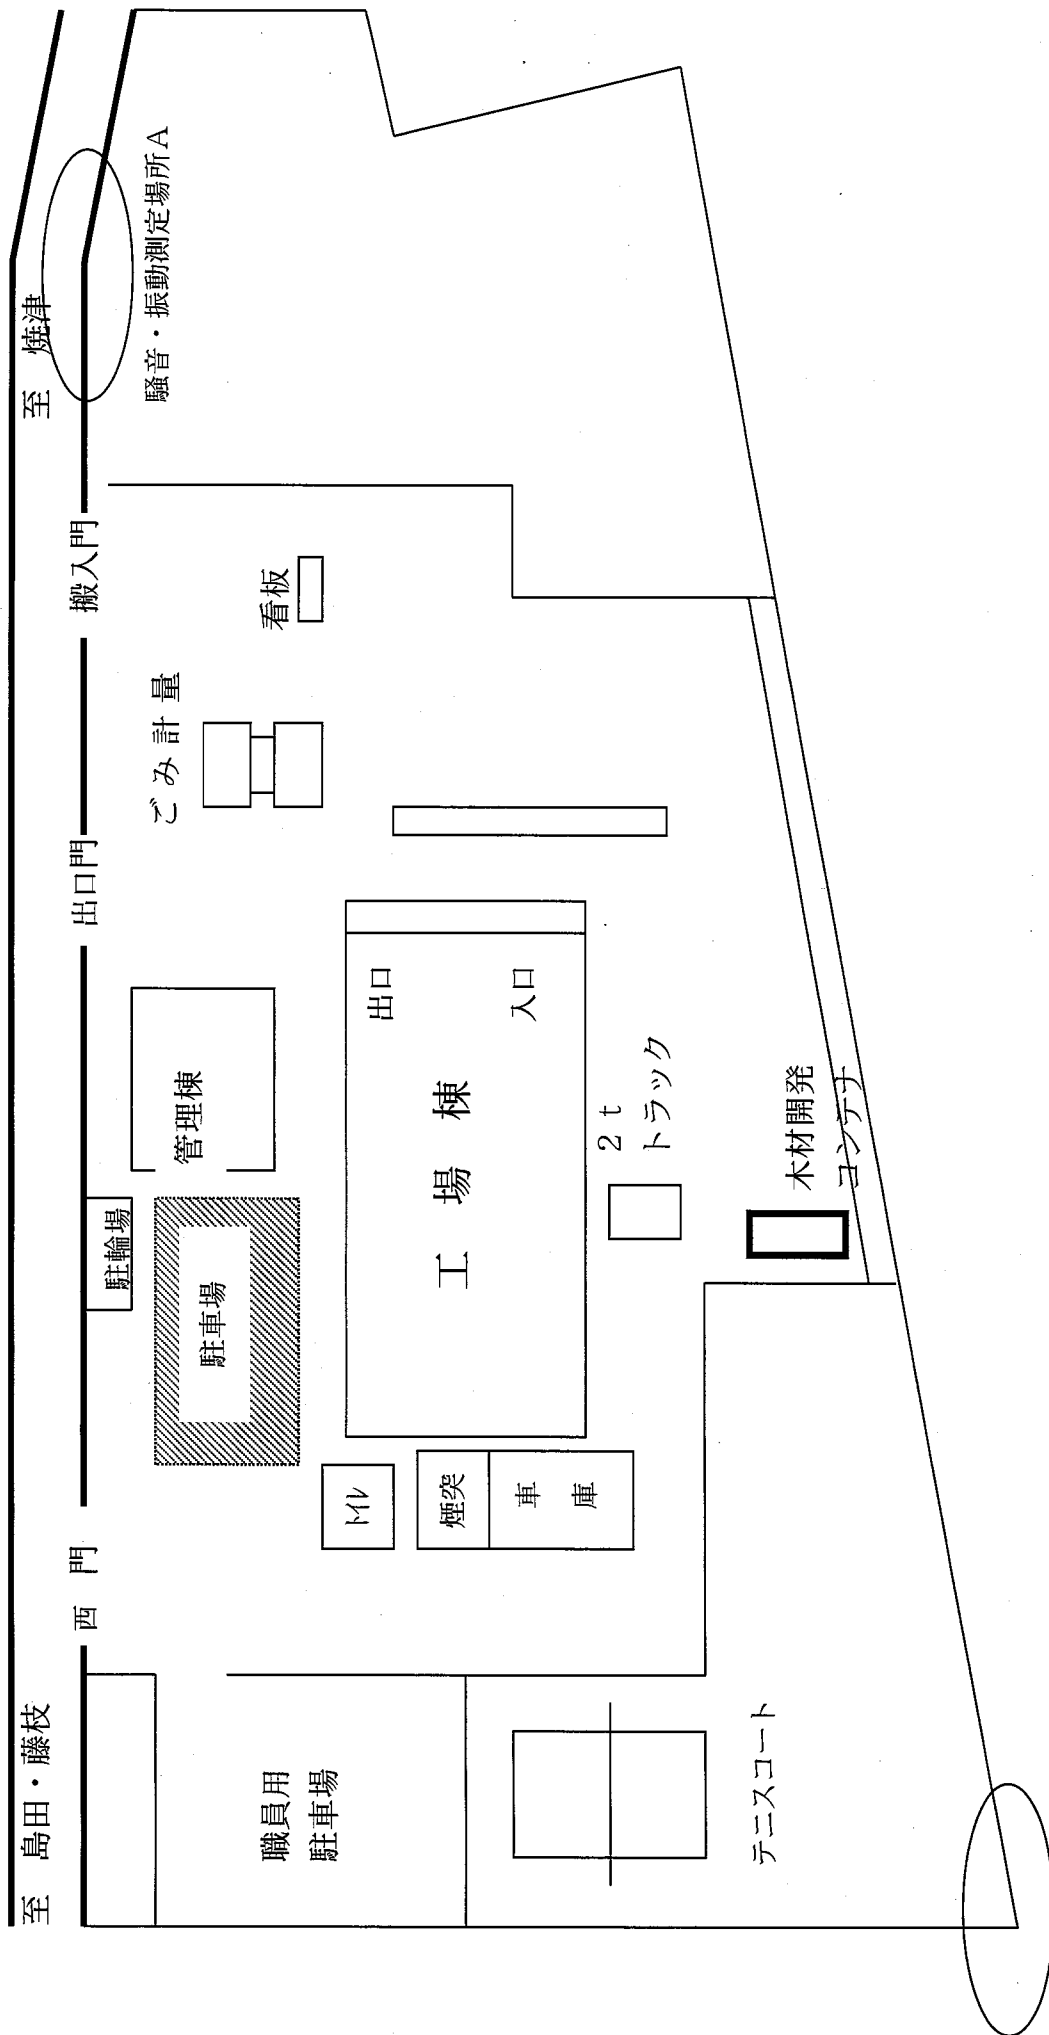 至　島田・藤枝
至　焼津
西　門
出口門
搬入門
騒音・振動測定場所Ａ
駐輪場
管理棟
ごみ計量
駐車場
看板
職員用
駐車場
トイレ
出口
煙突
工　場　棟
入口
車　庫
２ｔ
トラック
テニスコート
木材開発
コンテナ